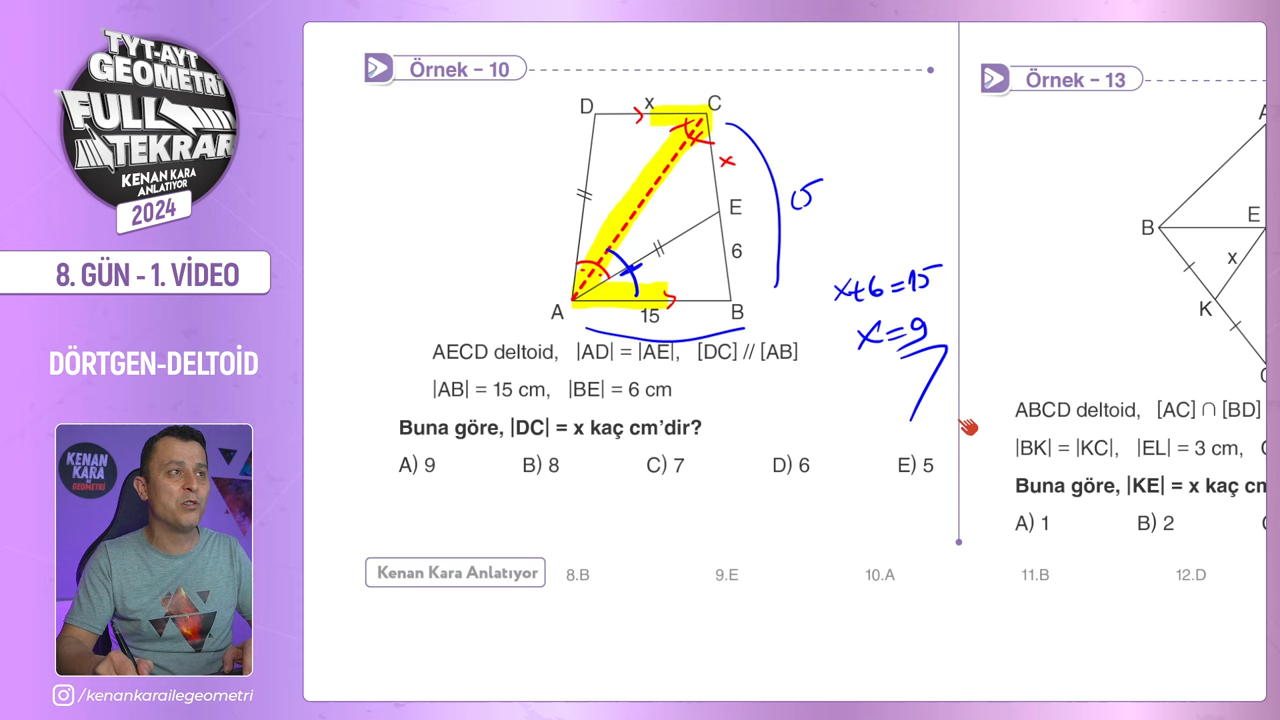 TYT-AYT
GEOMETRİ
FULL
TEKRAR
KENAN KARA
ANLATIYOR
2024
8. GÜN - 1. VİDEO
DÖRTGEN-DELTOİD
KENAN
KARA
ile
GEOMETRİ
/kenankarailegeometri
Örnek – 10
D
x
C
x
E
15
6
A
15
B
x+6=15
x=9
AECD deltoid, |AD| = |AE|, [DC] // [AB]
|AB| = 15 cm, |BE| = 6 cm
Buna göre, |DC| = x kaç cm'dir?
A) 9 B) 8 C) 7 D) 6 E) 5
Örnek – 13
A
B
E
x
K
C
ABCD deltoid, [AC] ∩ [BD]
|BK| = |KC|, |EL| = 3 cm,
Buna göre, |KE| = x kaç cm
A) 1 B) 2
Kenan Kara Anlatıyor 8.B 9.E 10.A 11.B 12.D